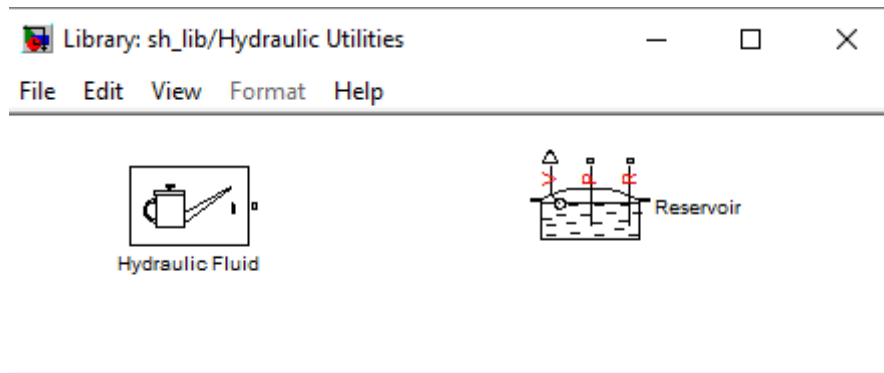 Library: sh_lib/Hydraulic Utilities
File Edit View Format Help
V P R
Reservoir
Hydraulic Fluid